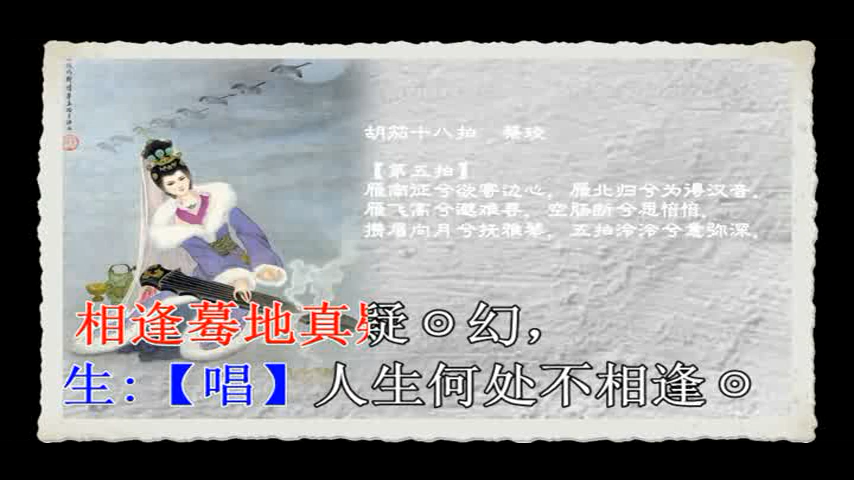 胡笳十八拍 蔡琰
【第五拍】
雁南征兮欲寄边心，雁北归兮为得汉音。
雁飞高兮邈难寻，空肠断兮思愔愔。
攒眉向月兮抚雅琴，五拍泠泠兮意弥深。
相逢蓦地真疑⊙幻，
生:【唱】人生何处不相逢⊙